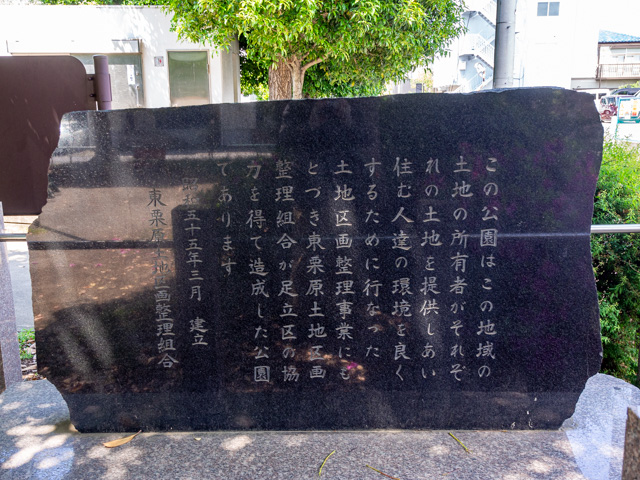 この公園はこの地域の
土地の所有者がそれぞ
れの土地を提供しあい
住む人達の環境を良く
するために行なった
土地区画整理事業にも
とづき東栗原土地区画
整理組合が足立区の協
力を得て造成した公園
であります
昭和五十五年三月 建立
東栗原土地区画整理組合